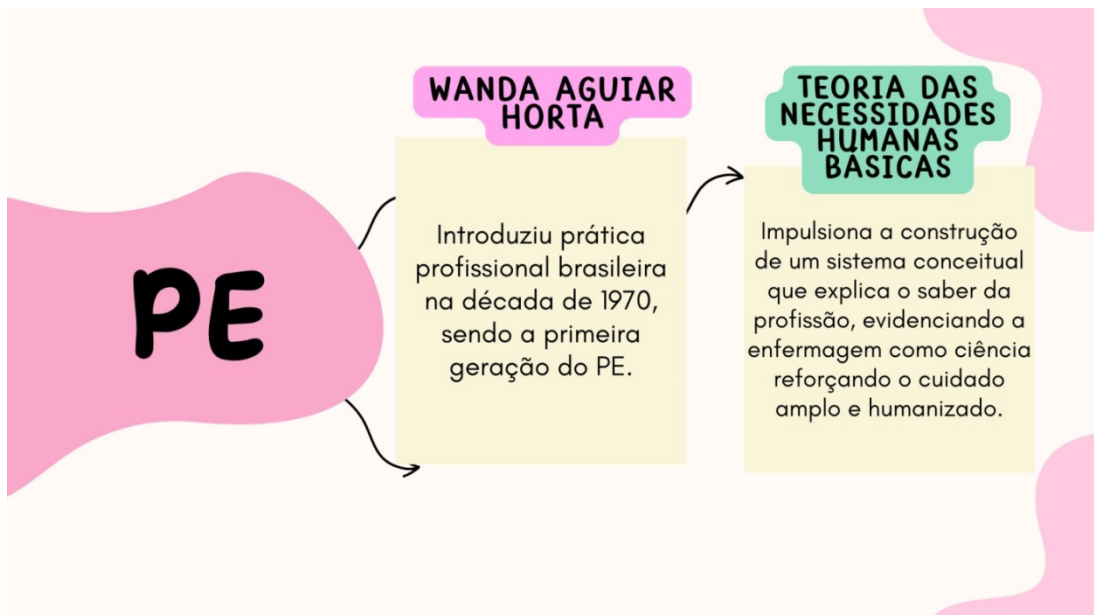 PE
WANDA AGUIAR
HORTA
Introduziu prática
profissional brasileira
na década de 1970,
sendo a primeira
geração do PE.
TEORIA DAS
NECESSIDADES
HUMANAS
BÁSICAS
Impulsiona a construção
de um sistema conceitual
que explica o saber da
profissão, evidenciando a
enfermagem como ciência
reforçando o cuidado
amplo e humanizado.